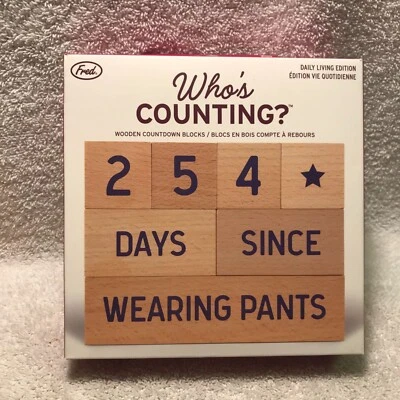 Fred.
DAILY LIVING EDITION
ÉDITION VIE QUOTIDIENNE
Who's
COUNTING?™
WOODEN COUNTDOWN BLOCKS / BLOCS EN BOIS COMPTE À REBOURS
2 5 4 ★
DAYS SINCE
WEARING PANTS